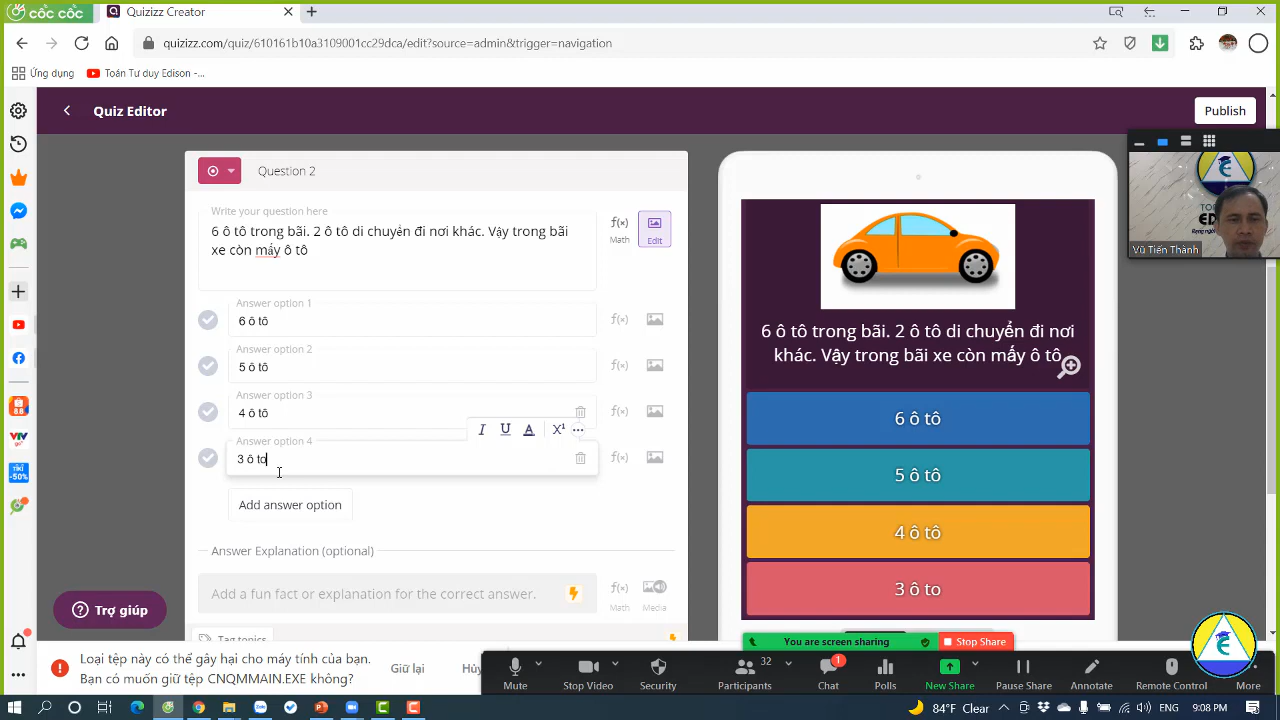 cốc cốc
Quizizz Creator
quizizz.com/quiz/610161b10a3109001cc29dca/edit?source=admin&trigger=navigation
Ứng dụng
Toán Tư duy Edison -...
Quiz Editor
Publish
Question 2
Write your question here
6 ô tô trong bãi. 2 ô tô di chuyển đi nơi khác. Vậy trong bãi
xe còn mấy ô tô
f(x)
Math
Edit
Answer option 1
6 ô tô
f(x)
Answer option 2
5 ô tô
f(x)
Answer option 3
4 ô tô
f(x)
I U A X¹ ...
Answer option 4
3 ô to
f(x)
Add answer option
Answer Explanation (optional)
Add a fun fact or explanation for the correct answer.
f(x)
Math
Media
Tag topics
6 ô tô trong bãi. 2 ô tô di chuyển đi nơi
khác. Vậy trong bãi xe còn mấy ô tô
6 ô tô
5 ô tô
4 ô tô
3 ô to
Vũ Tiến Thành
8.8
VTV
go
TIKI
-50%
Trợ giúp
Loại tệp này có thể gây hại cho máy tính của bạn.
Bạn có muốn giữ tệp CNQMMAIN.EXE không?
Giữ lại
You are screen sharing
Stop Share
Mute
Stop Video
Security
32
Participants
1
Chat
Polls
New Share
Pause Share
Annotate
Remote Control
More
84°F Clear
ENG
9:08 PM